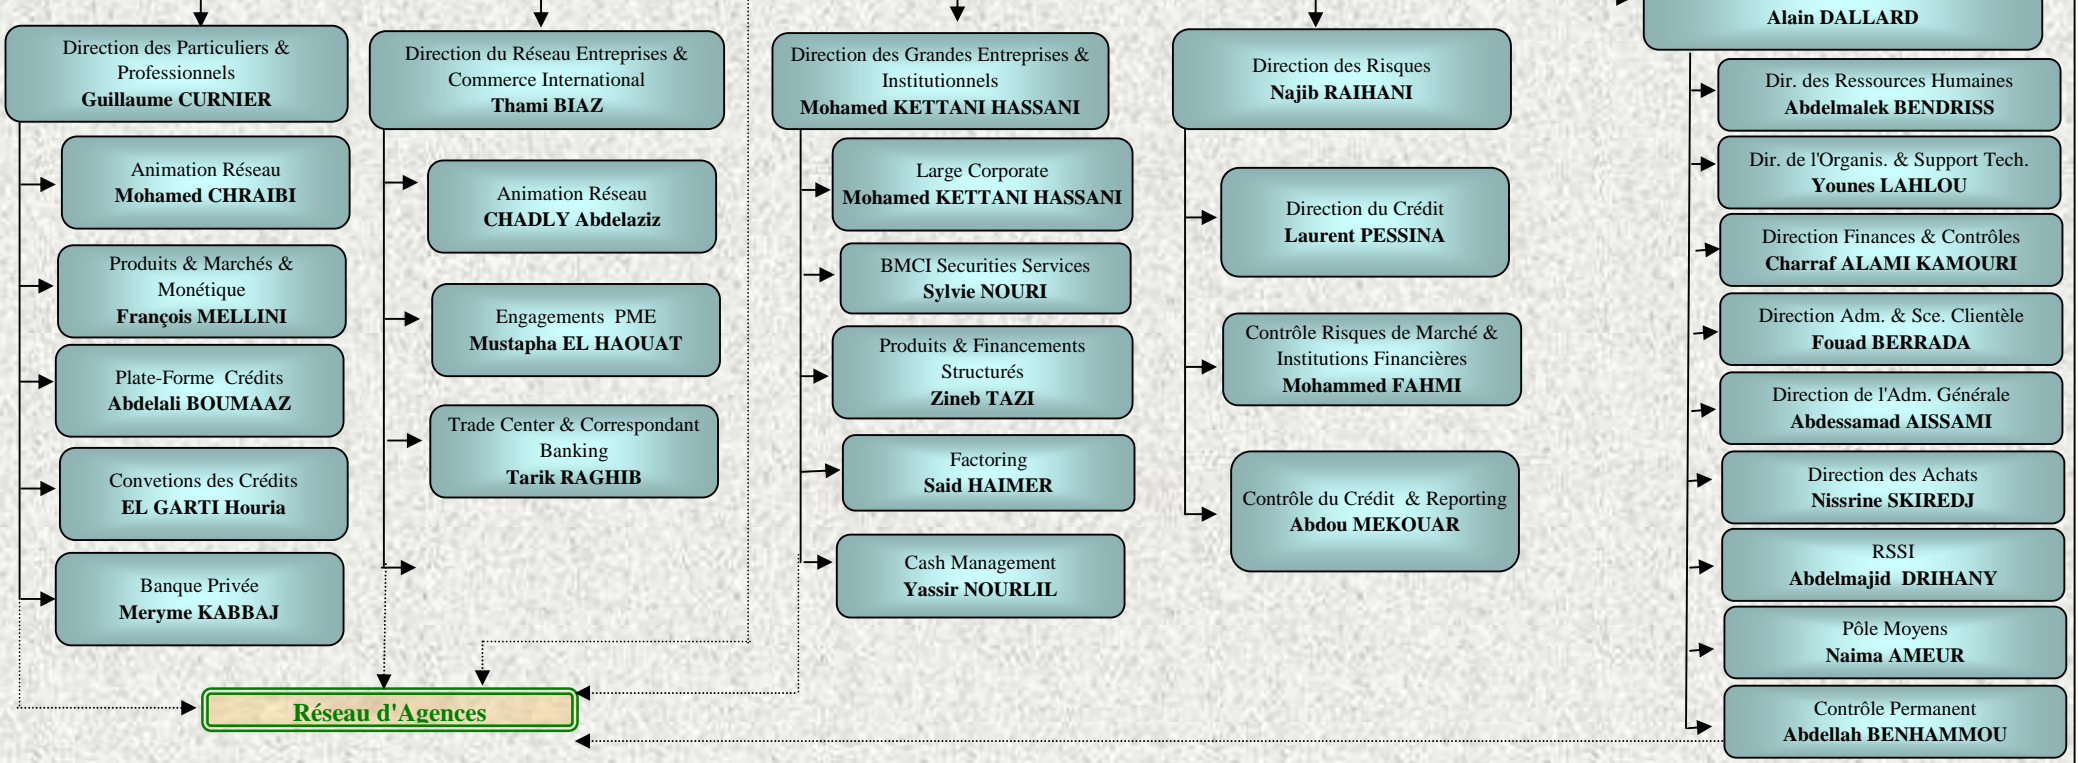 Alain DALLARD
Direction des Particuliers &
Professionnels
Guillaume CURNIER
Animation Réseau
Mohamed CHRAIBI
Produits & Marchés &
Monétique
François MELLINI
Plate-Forme Crédits
Abdelali BOUMAAZ
Convetions des Crédits
EL GARTI Houria
Banque Privée
Meryme KABBAJ
Direction du Réseau Entreprises &
Commerce International
Thami BIAZ
Animation Réseau
CHADLY Abdelaziz
Engagements PME
Mustapha EL HAOUAT
Trade Center & Correspondant
Banking
Tarik RAGHIB
Direction des Grandes Entreprises &
Institutionnels
Mohamed KETTANI HASSANI
Large Corporate
Mohamed KETTANI HASSANI
BMCI Securities Services
Sylvie NOURI
Produits & Financements
Structurés
Zineb TAZI
Factoring
Said HAIMER
Cash Management
Yassir NOURLIL
Direction des Risques
Najib RAIHANI
Direction du Crédit
Laurent PESSINA
Contrôle Risques de Marché &
Institutions Financières
Mohammed FAHMI
Contrôle du Crédit & Reporting
Abdou MEKOUAR
Dir. des Ressources Humaines
Abdelmalek BENDRISS
Dir. de l'Organis. & Support Tech.
Younes LAHLOU
Direction Finances & Contrôles
Charraf ALAMI KAMOURI
Direction Adm. & Sce. Clientèle
Fouad BERRADA
Direction de l'Adm. Générale
Abdessamad AISSAMI
Direction des Achats
Nissrine SKIREDJ
RSSI
Abdelmajid DRIHANY
Pôle Moyens
Naima AMEUR
Contrôle Permanent
Abdellah BENHAMMOU
Réseau d'Agences